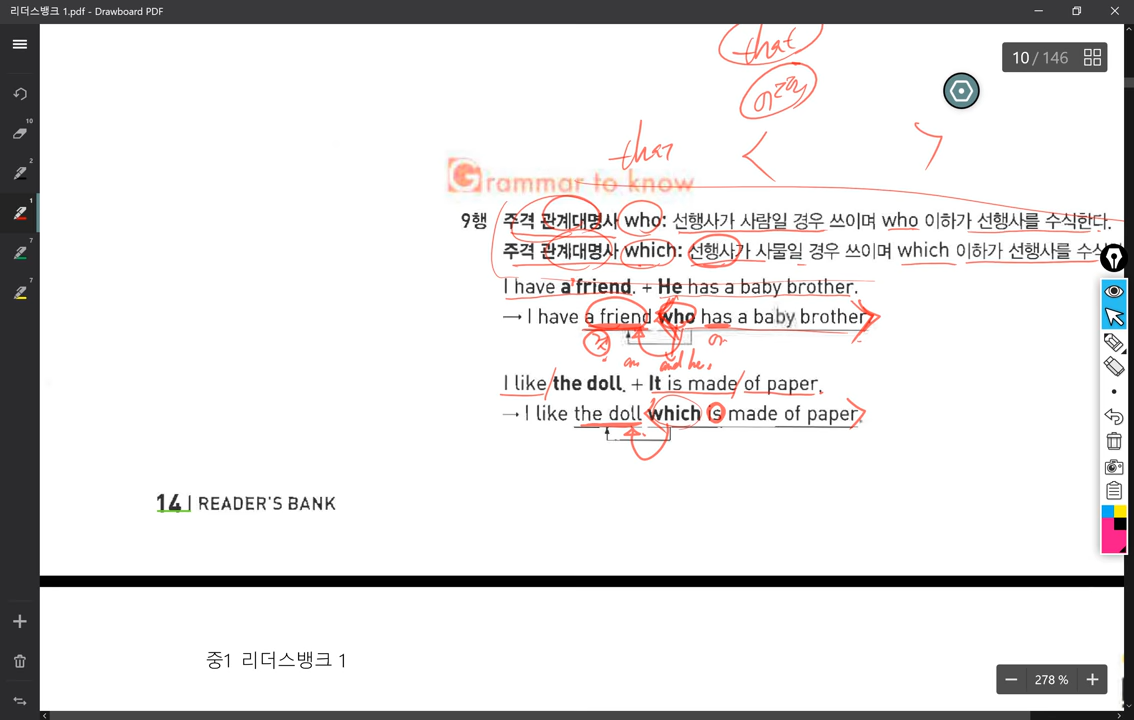 리더스뱅크 1.pdf - Drawboard PDF
10 / 146
that
that
Grammar to know
9행 주격 관계대명사 who: 선행사가 사람일 경우 쓰이며 who 이하가 선행사를 수식한다.
주격 관계대명사 which: 선행사가 사물일 경우 쓰이며 which 이하가 선행사를 수식
I have a friend. + He has a baby brother.
→ I have a friend who has a baby brother.
and he.
I like the doll. + It is made of paper.
→ I like the doll which is made of paper.
14 | READER'S BANK
중1 리더스뱅크 1
278 %
10
2
1
7
7